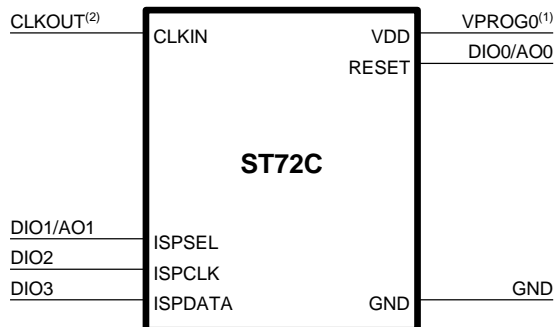 CLKOUT(2) CLKIN VDD VPROG0(1)
RESET DIO0/AO0
ST72C
DIO1/AO1 ISPSEL
DIO2 ISPCLK
DIO3 ISPDATA GND GND